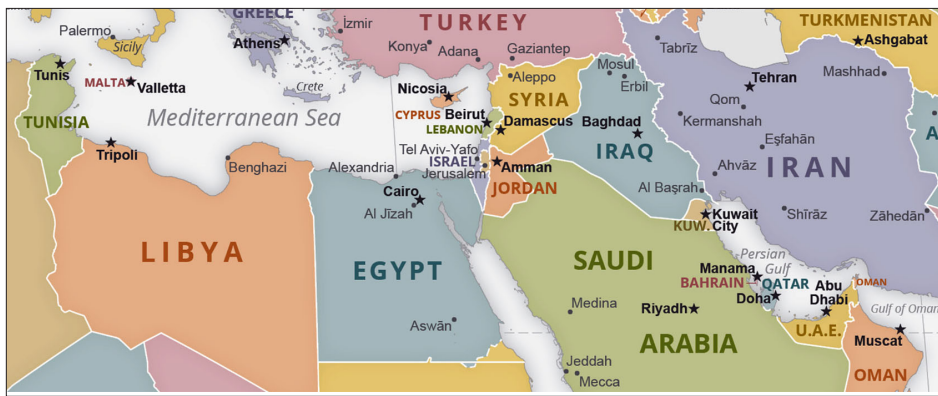 GREECE
TURKEY
TURKMENISTAN
İzmir
Palermo
Athens
Konya
Adana
Gaziantep
Tabrīz
Ashgabat
Sicily
Tunis
Aleppo
Mosul
Erbil
Tehran
Mashhad
MALTA
Valletta
Crete
Nicosia
SYRIA
Qom
CYPRUS
Beirut
Damascus
Baghdad
Kermanshah
Mediterranean Sea
TUNISIA
LEBANON
Tripoli
Tel Aviv-Yafo
IRAQ
Eşfahān
A
Benghazi
Alexandria
ISRAEL
Jerusalem
Amman
Ahvāz
IRAN
Cairo
JORDAN
Al Başrah
Al Jīzah
Kuwait
City
KUW.
Shīrāz
Zāhedān
LIBYA
EGYPT
SAUDI
ARABIA
Persian
Gulf
Manama
BAHRAIN
QATAR
Doha
Abu
Dhabi
OMAN
Medina
Riyadh
Gulf of Oman
Aswān
U.A.E.
Muscat
Jeddah
Mecca
OMAN